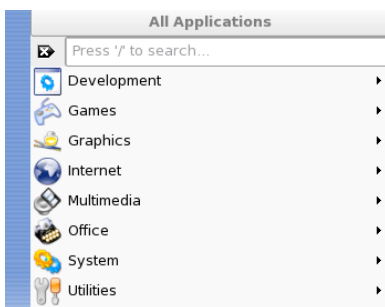 All Applications
Press '/' to search...
Development
Games
Graphics
Internet
Multimedia
Office
System
Utilities